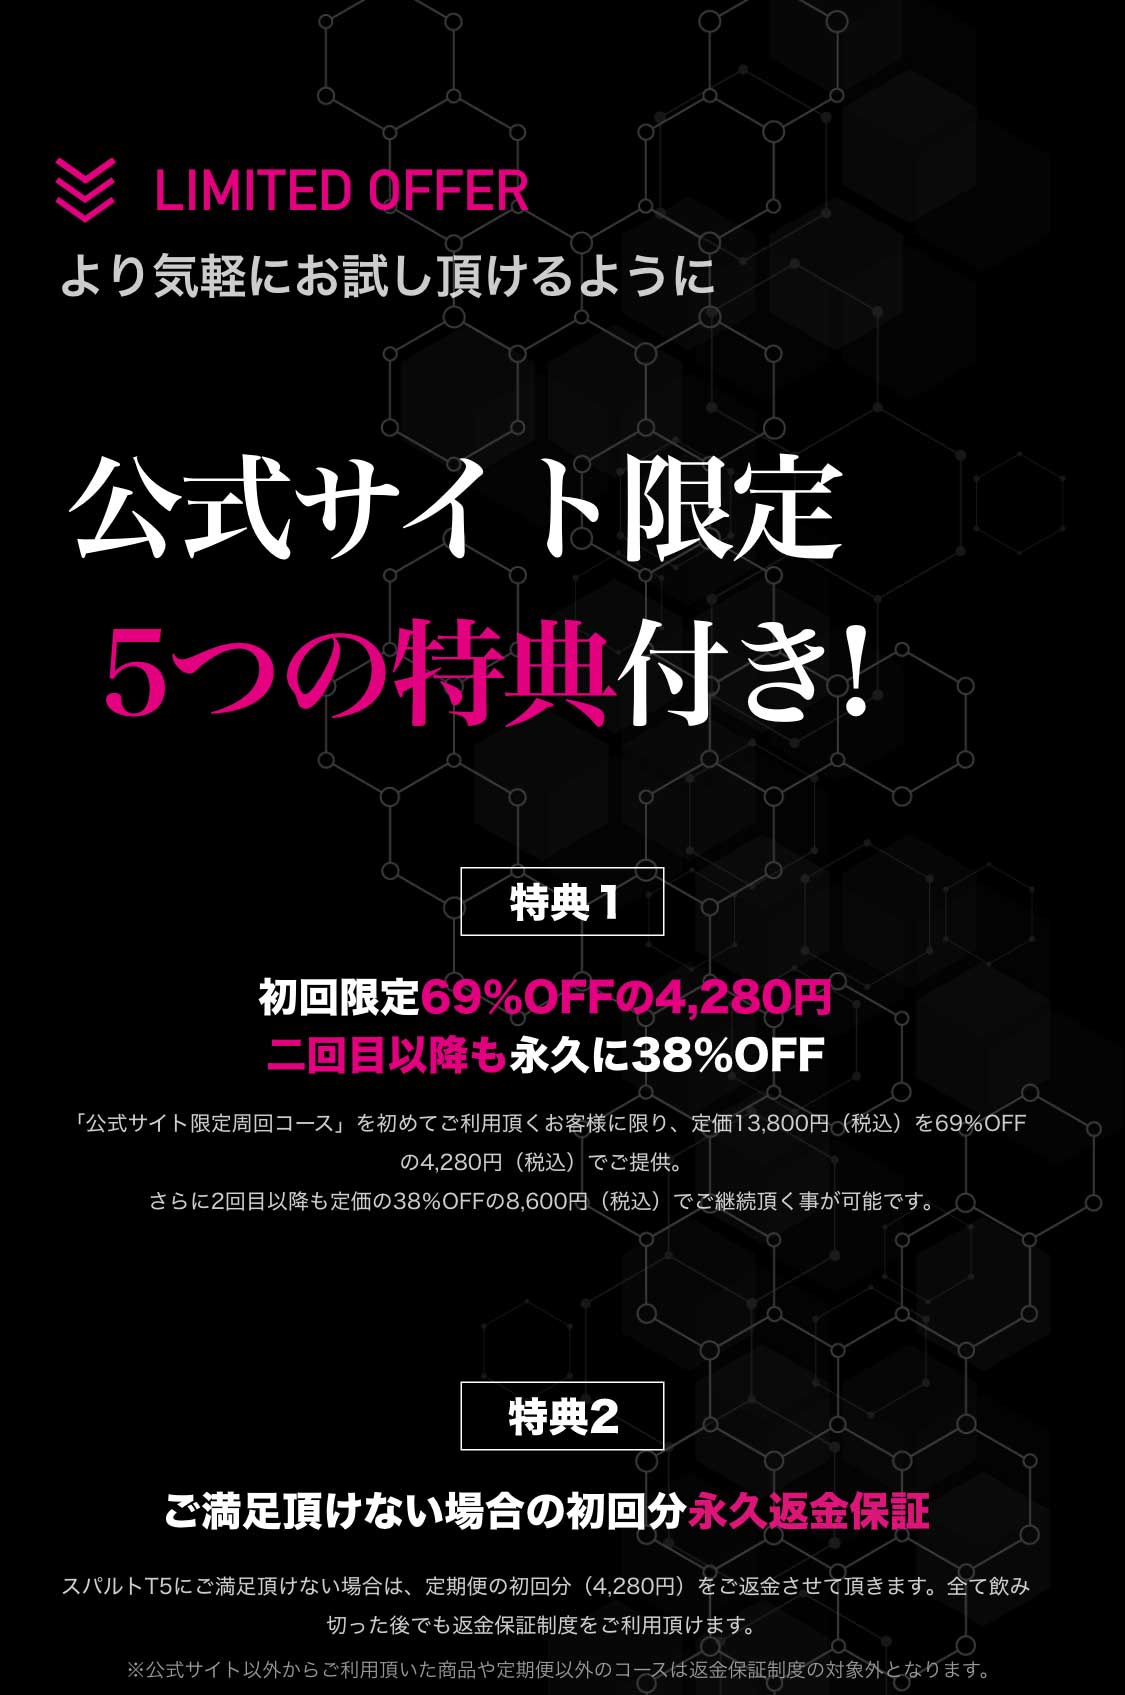 LIMITED OFFER
より気軽にお試し頂けるように
公式サイト限定
5つの特典付き!
特典1
初回限定69%OFFの4,280円
二回目以降も永久に38%OFF
「公式サイト限定周回コース」を初めてご利用頂くお客様に限り、定価13,800円（税込）を69%OFF
の4,280円（税込）でご提供。
さらに2回目以降も定価の38%OFFの8,600円（税込）でご継続頂く事が可能です。
特典2
ご満足頂けない場合の初回分永久返金保証
スパルトT5にご満足頂けない場合は、定期便の初回分（4,280円）をご返金させて頂きます。全て飲み
切った後でも返金保証制度をご利用頂けます。
※公式サイト以外からご利用頂いた商品や定期便以外のコースは返金保証制度の対象外となります。